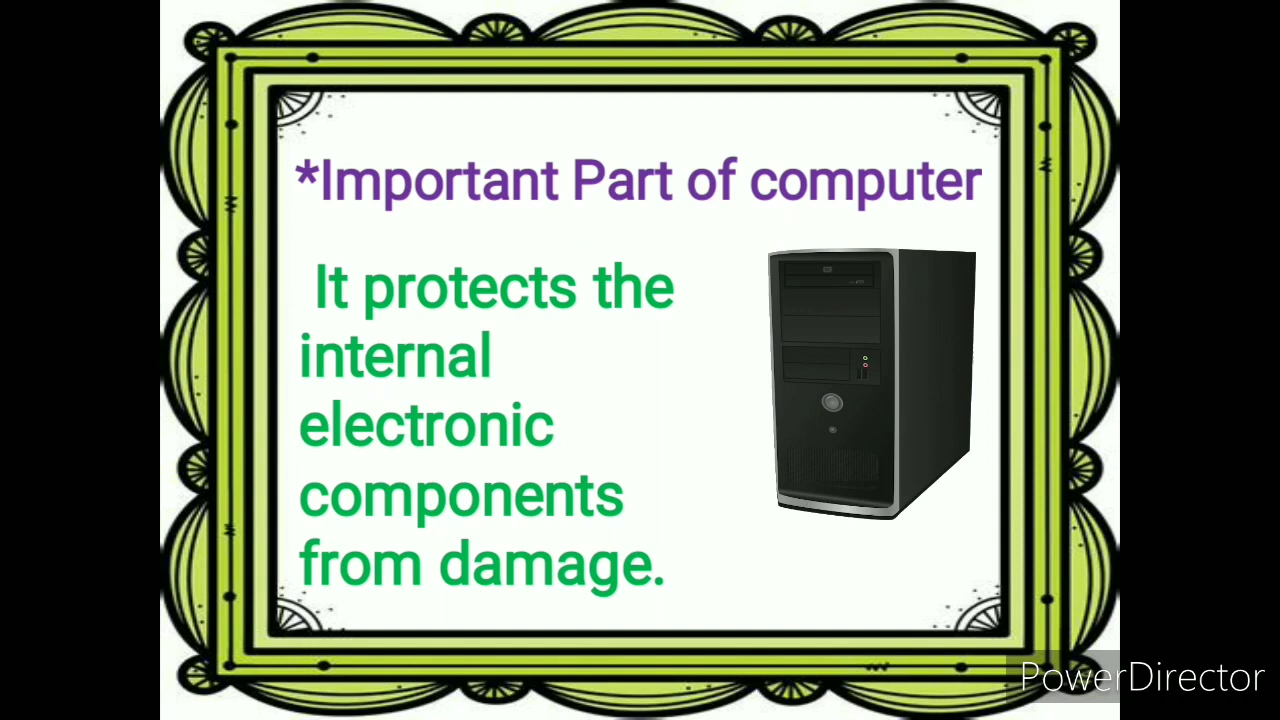 *Important Part of computer
It protects the
internal
electronic
components
from damage.
PowerDirector